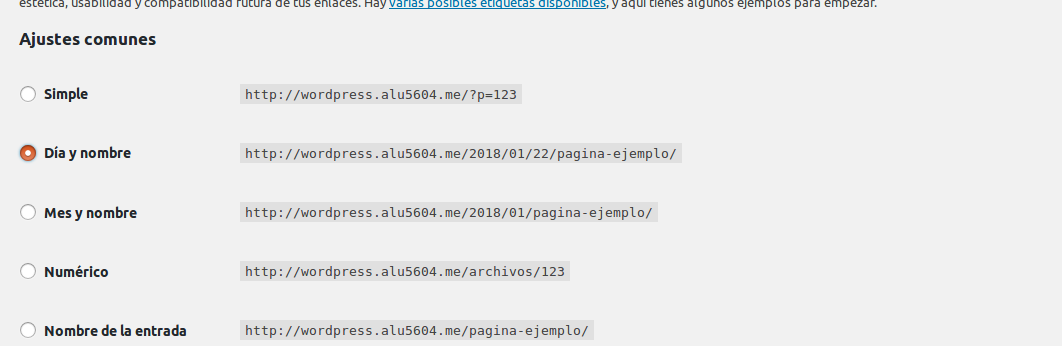 estética, usabilidad y compatibilidad futura de tus enlaces. Hay varias posibles etiquetas disponibles, y aquí tienes algunos ejemplos para empezar.
Ajustes comunes
Simple http://wordpress.alu5604.me/?p=123
Día y nombre http://wordpress.alu5604.me/2018/01/22/pagina-ejemplo/
Mes y nombre http://wordpress.alu5604.me/2018/01/pagina-ejemplo/
Numérico http://wordpress.alu5604.me/archivos/123
Nombre de la entrada http://wordpress.alu5604.me/pagina-ejemplo/